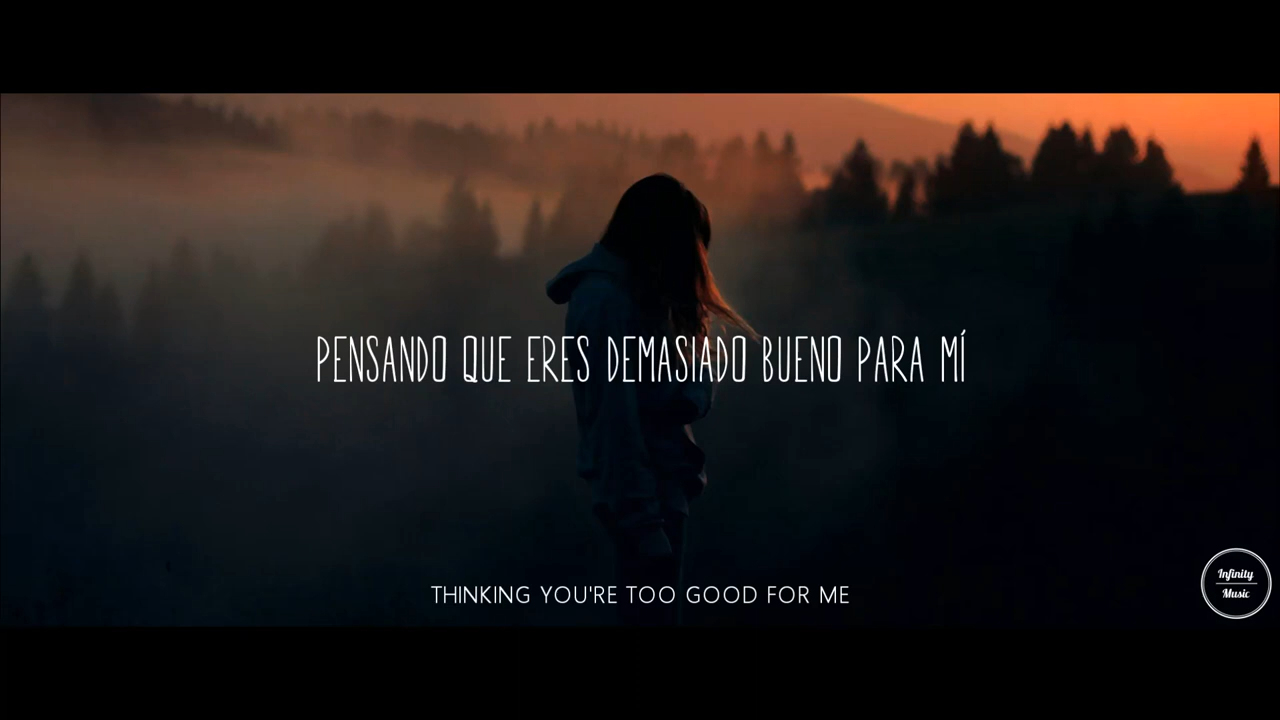 PENSANDO QUE ERES DEMASIADO BUENO PARA MÍ
THINKING YOU'RE TOO GOOD FOR ME
Infinity
Music